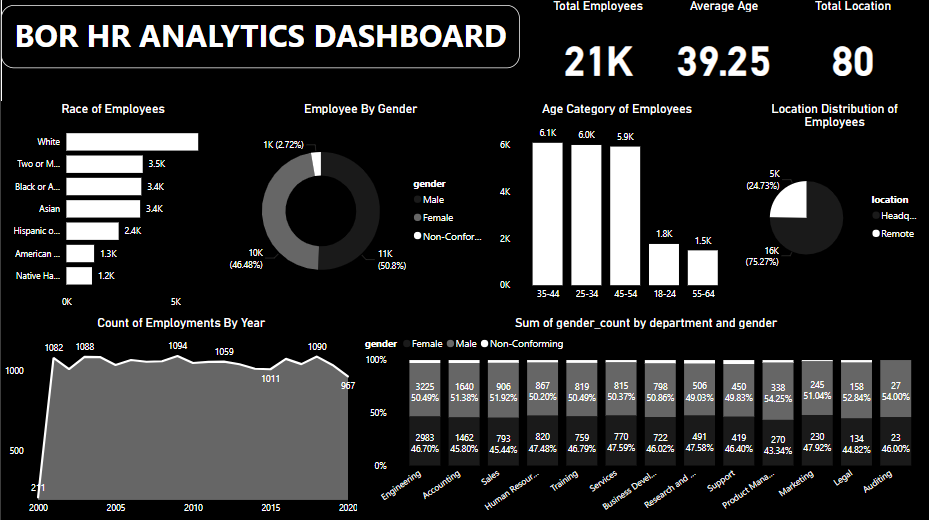 BOR HR ANALYTICS DASHBOARD
Total Employees
21K
Average Age
39.25
Total Location
80
Race of Employees
White
Two or M... 3.5K
Black or A... 3.4K
Asian 3.4K
Hispanic o... 2.4K
American ... 1.3K
Native Ha... 1.2K
0K 5K
Employee By Gender
1K (2.72%)
10K
(46.48%)
11K
(50.8%)
gender
Male
Female
Non-Confor...
Age Category of Employees
6K
4K
2K
0K
6.1K 6.0K 5.9K 1.8K 1.5K
35-44 25-34 45-54 18-24 55-64
Location Distribution of
Employees
5K
(24.73%)
16K
(75.27%)
location
Headq...
Remote
Count of Employments By Year
1082 1088 1094 1059 1011 1090 967
1000
500
211
2000 2005 2010 2015 2020
Sum of gender_count by department and gender
gender Female Male Non-Conforming
100%
50%
0%
3225 1640 906 867 819 815 798 506 450 338 245 158 27
50.49% 51.38% 51.92% 50.20% 50.49% 50.37% 50.86% 49.03% 49.83% 54.25% 51.04% 52.84% 54.00%
2983 1462 793 820 759 770 722 491 419 270 230 134 23
46.70% 45.80% 45.44% 47.48% 46.79% 47.59% 46.02% 47.58% 46.40% 43.34% 47.92% 44.82% 46.00%
Engineering Accounting Sales Human Resour... Training Services Business Devel... Research and ... Support Product Mana... Marketing Legal Auditing